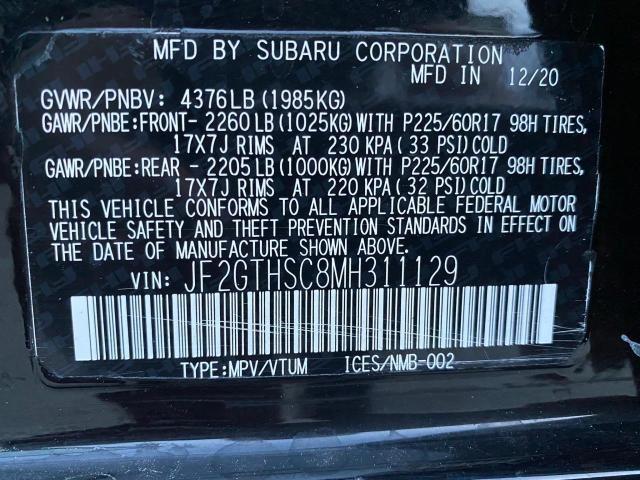 MFD BY SUBARU CORPORATION
MFD IN 12/20
GVWR/PNBV: 4376LB (1985KG)
GAWR/PNBE:FRONT- 2260LB (1025KG) WITH P225/60R17 98H TIRES,
17X7J RIMS AT 230 KPA ( 33 PSI) COLD
GAWR/PNBE:REAR - 2205LB (1000KG) WITH P225/60R17 98H TIRES,
17X7J RIMS AT 220 KPA ( 32 PSI) COLD
THIS VEHICLE CONFORMS TO ALL APPLICABLE FEDERAL MOTOR
VEHICLE SAFETY AND THEFT PREVENTION STANDARDS IN EFFECT ON
THE DATE OF MANUFACTURE SHOWN ABOVE.
VIN: JF2GTHSC8MH311129
TYPE:MPV/VTUM ICES/NMB-002